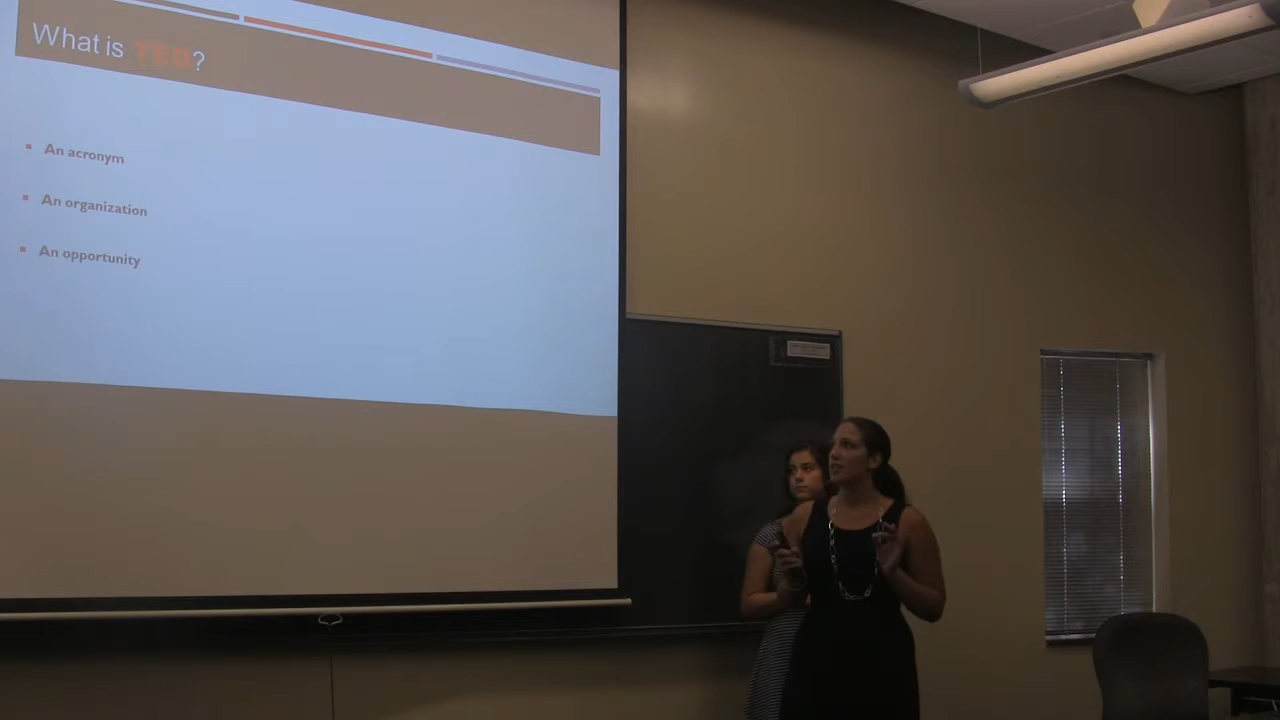 What is TED?
An acronym
An organization
An opportunity